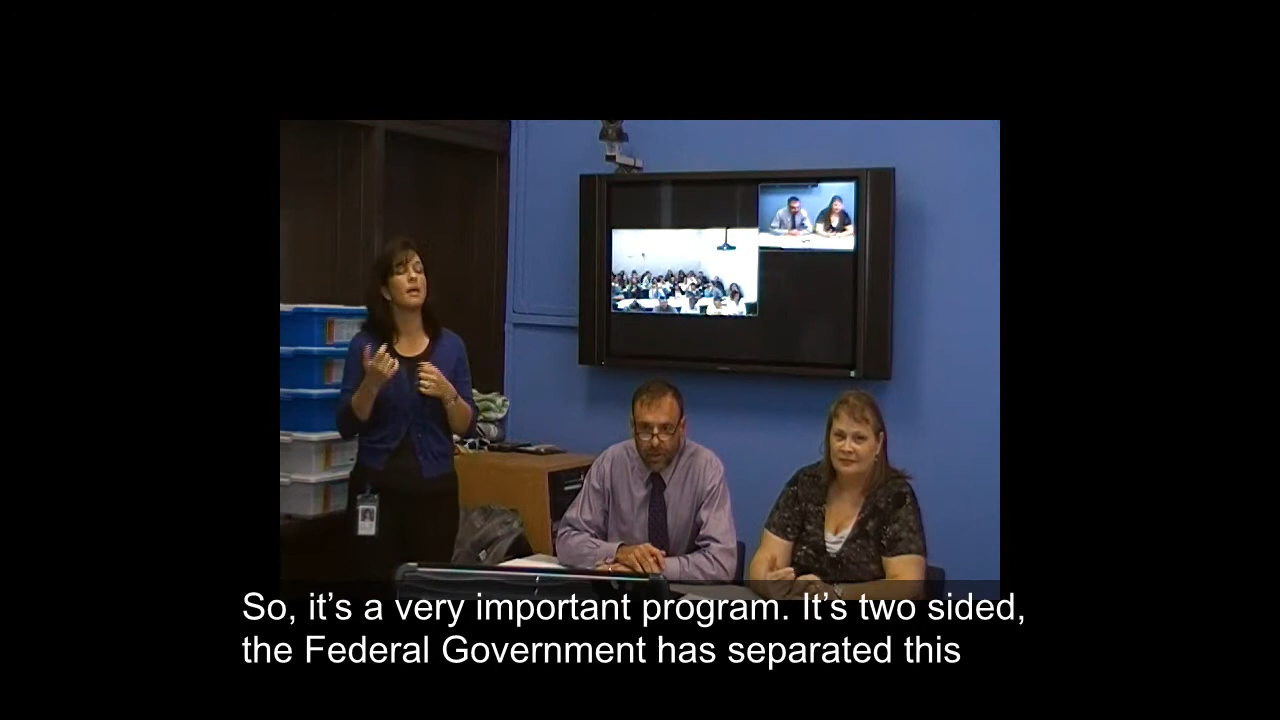 So, it’s a very important program. It’s two sided,
the Federal Government has separated this